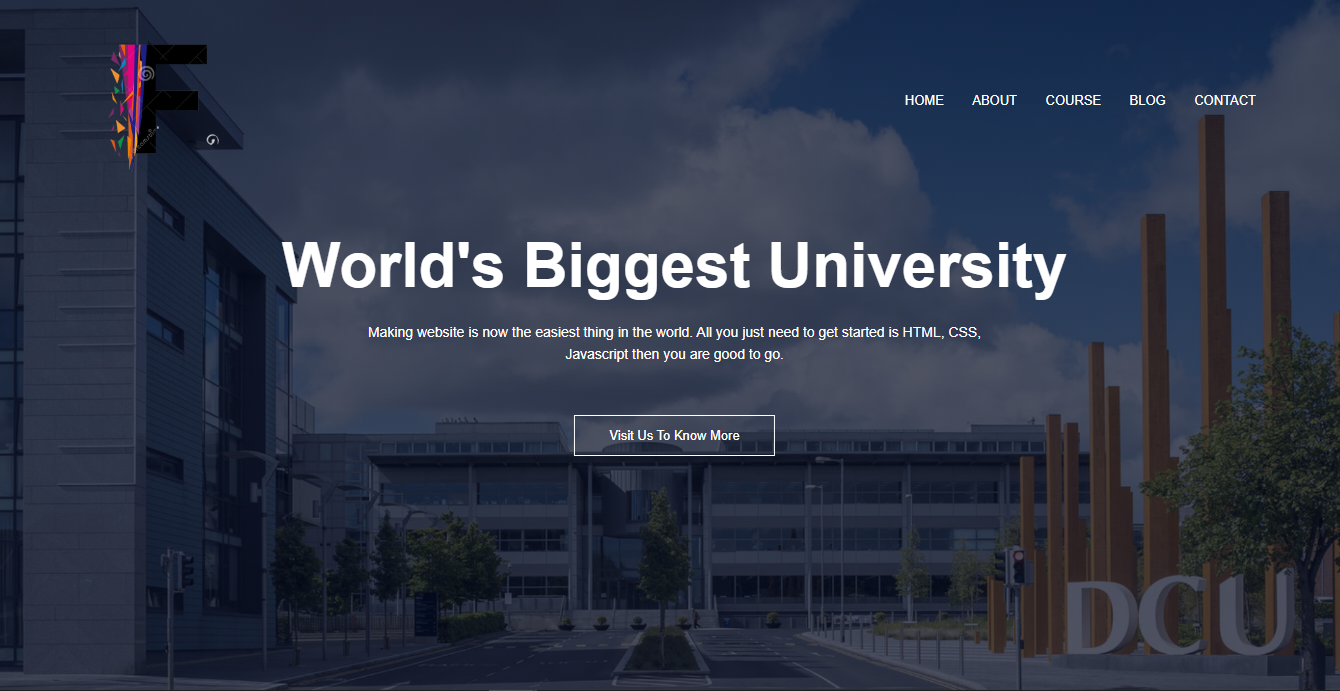 F
HOME ABOUT COURSE BLOG CONTACT
World's Biggest University
Making website is now the easiest thing in the world. All you just need to get started is HTML, CSS,
Javascript then you are good to go.
Visit Us To Know More
DCU